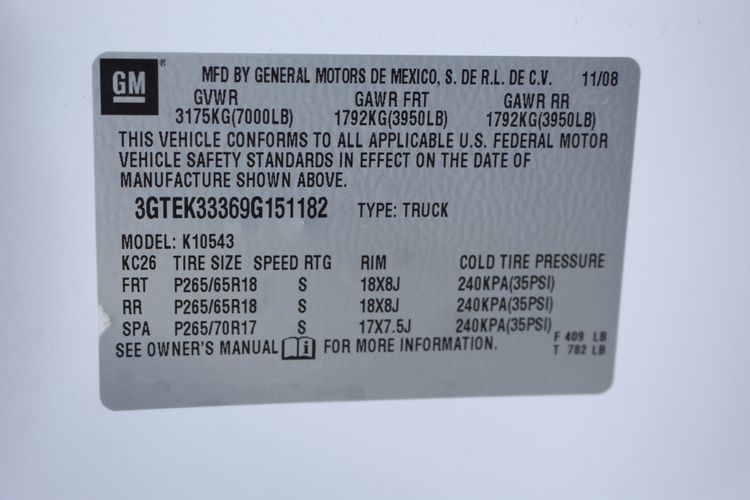 GM ®
MFD BY GENERAL MOTORS DE MEXICO, S. DE R.L. DE C.V. 11/08
GVWR GAWR FRT GAWR RR
3175KG(7000LB) 1792KG(3950LB) 1792KG(3950LB)
THIS VEHICLE CONFORMS TO ALL APPLICABLE U.S. FEDERAL MOTOR
VEHICLE SAFETY STANDARDS IN EFFECT ON THE DATE OF
MANUFACTURE SHOWN ABOVE.
3GTEK33369G151182 TYPE: TRUCK
MODEL: K10543
KC26 TIRE SIZE SPEED RTG RIM COLD TIRE PRESSURE
FRT P265/65R18 S 18X8J 240KPA(35PSI)
RR P265/65R18 S 18X8J 240KPA(35PSI)
SPA P265/70R17 S 17X7.5J 240KPA(35PSI)
SEE OWNER'S MANUAL i FOR MORE INFORMATION.
F 409 LB
T 782 LB